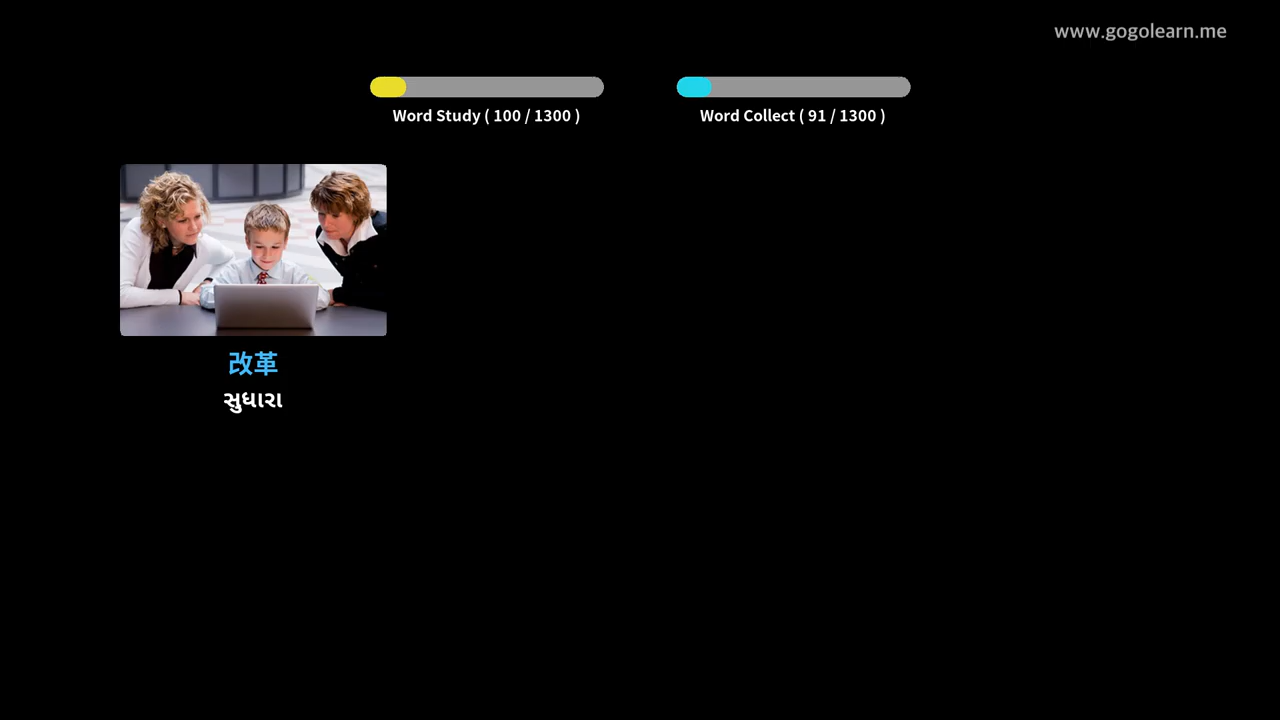 www.gogolearn.me
Word Study ( 100 / 1300 )
Word Collect ( 91 / 1300 )
改革
સુધારા